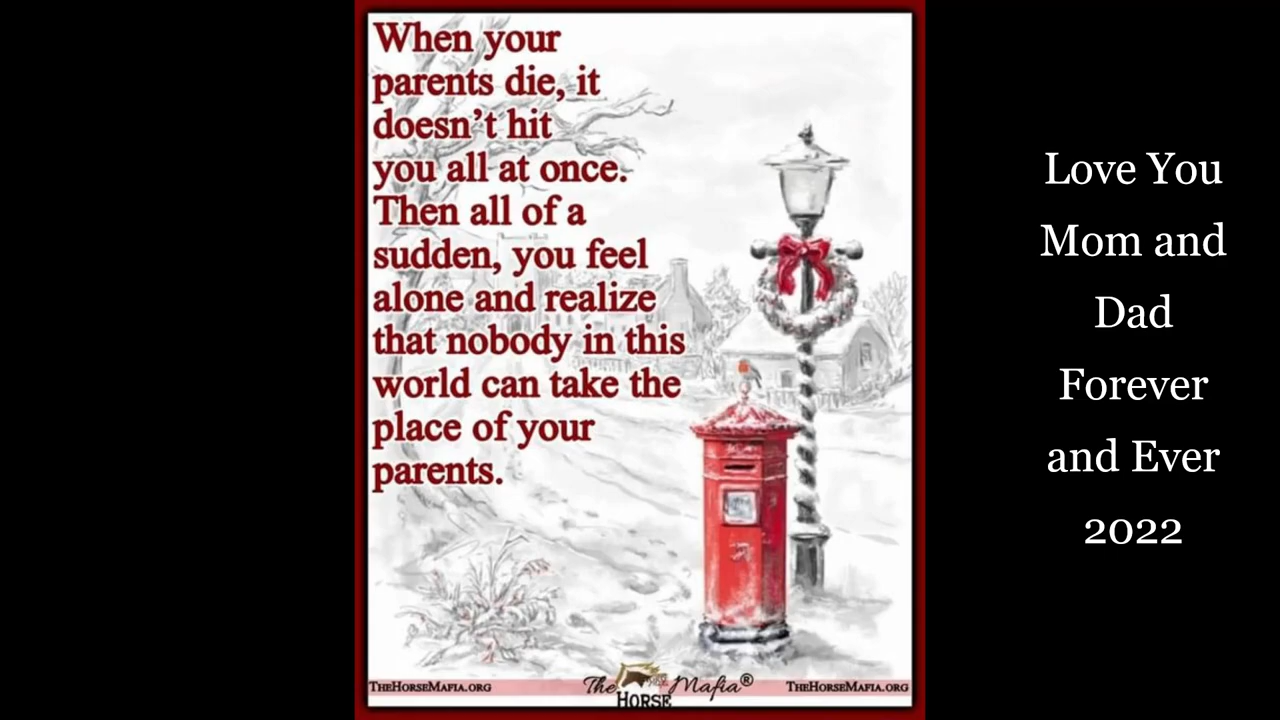 When your
parents die, it
doesn't hit
you all at once.
Then all of a
sudden, you feel
alone and realize
that nobody in this
world can take the
place of your
parents.
TheHorseMafia.org
The Horse Mafia®
TheHorseMafia.org
Love You
Mom and
Dad
Forever
and Ever
2022